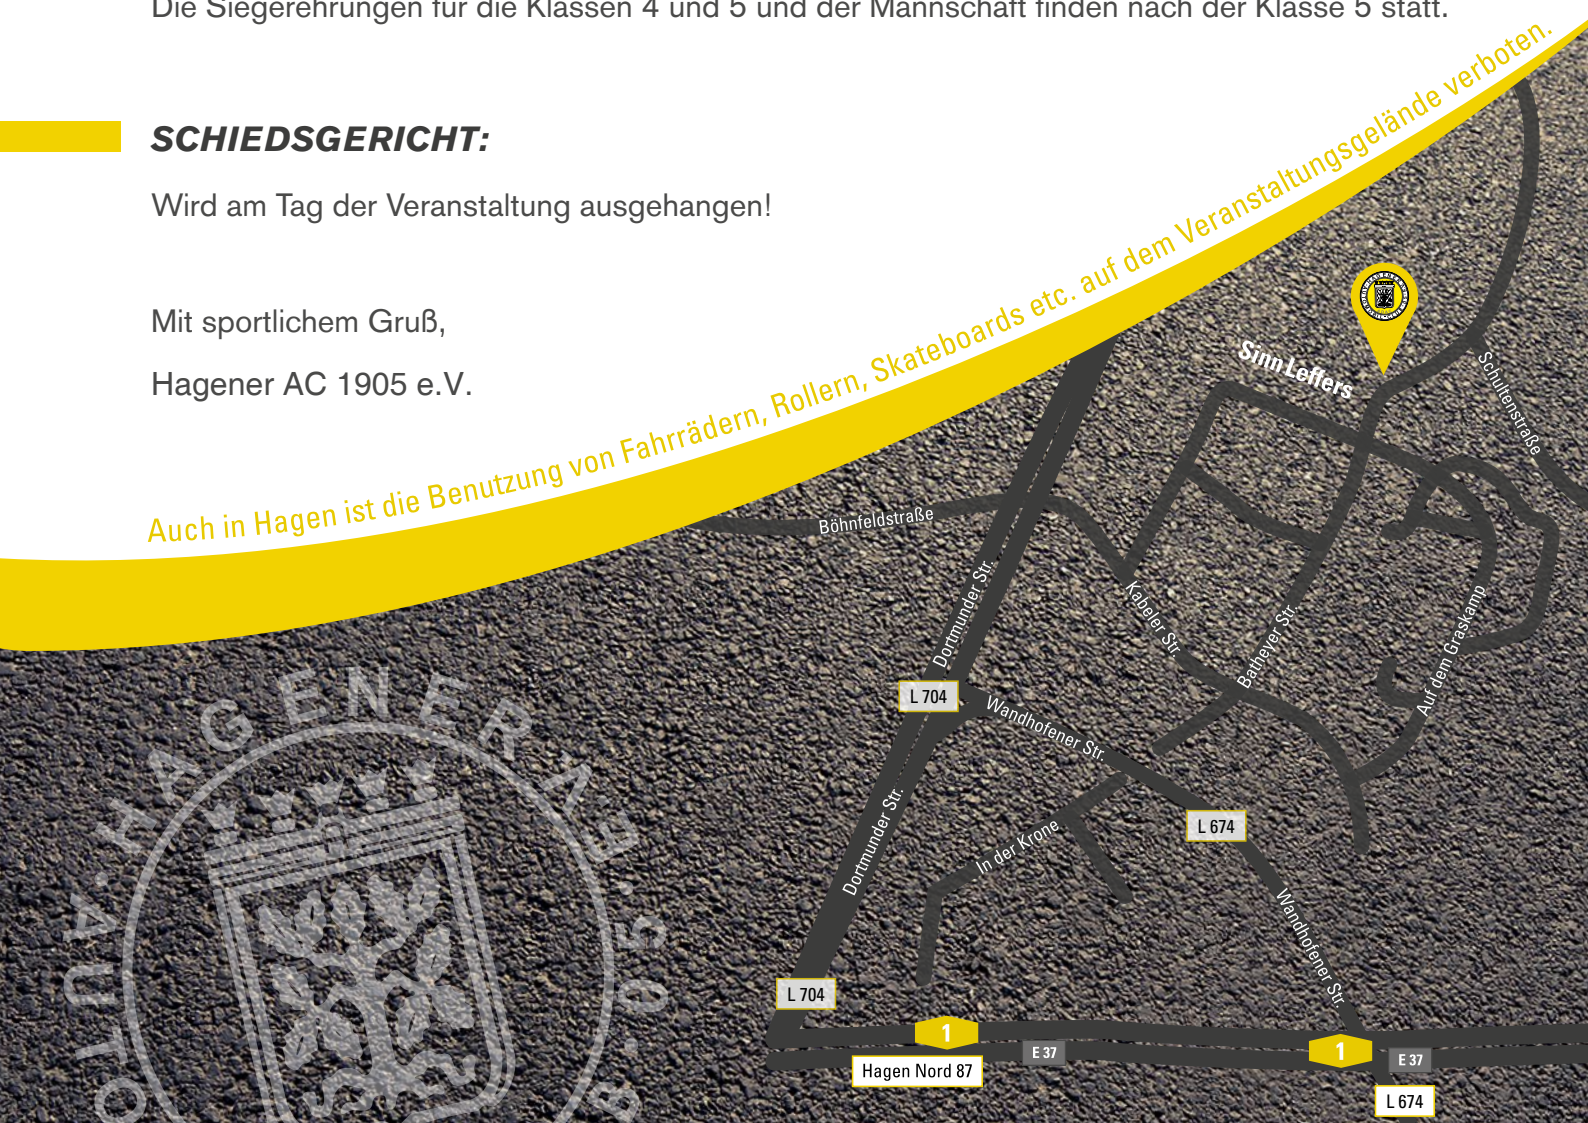 Die Siegerehrungen für die Klassen 4 und 5 und der Mannschaft finden nach der Klasse 5 statt.
SCHIEDSGERICHT:
Wird am Tag der Veranstaltung ausgehangen!
Mit sportlichem Gruß,
Hagener AC 1905 e.V.
Auch in Hagen ist die Benutzung von Fahrrädern, Rollern, Skateboards etc. auf dem Veranstaltungsgelände verboten.
Sinn Leffers
Schultenstraße
Böhnfeldstraße
Dortmunder Str.
Kabeler Str.
Batheyer Str.
Auf dem Graskamp
L 704
Wandhofener Str.
Dortmunder Str.
In der Krone
L 674
Wandhofener Str.
L 704
1
E 37
1
E 37
Hagen Nord 87
L 674
AUTO
HAGENER